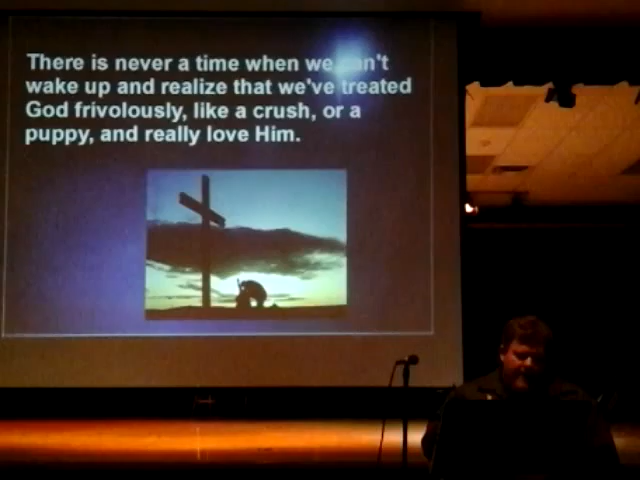 There is never a time when we can't
wake up and realize that we've treated
God frivolously, like a crush, or a
puppy, and really love Him.